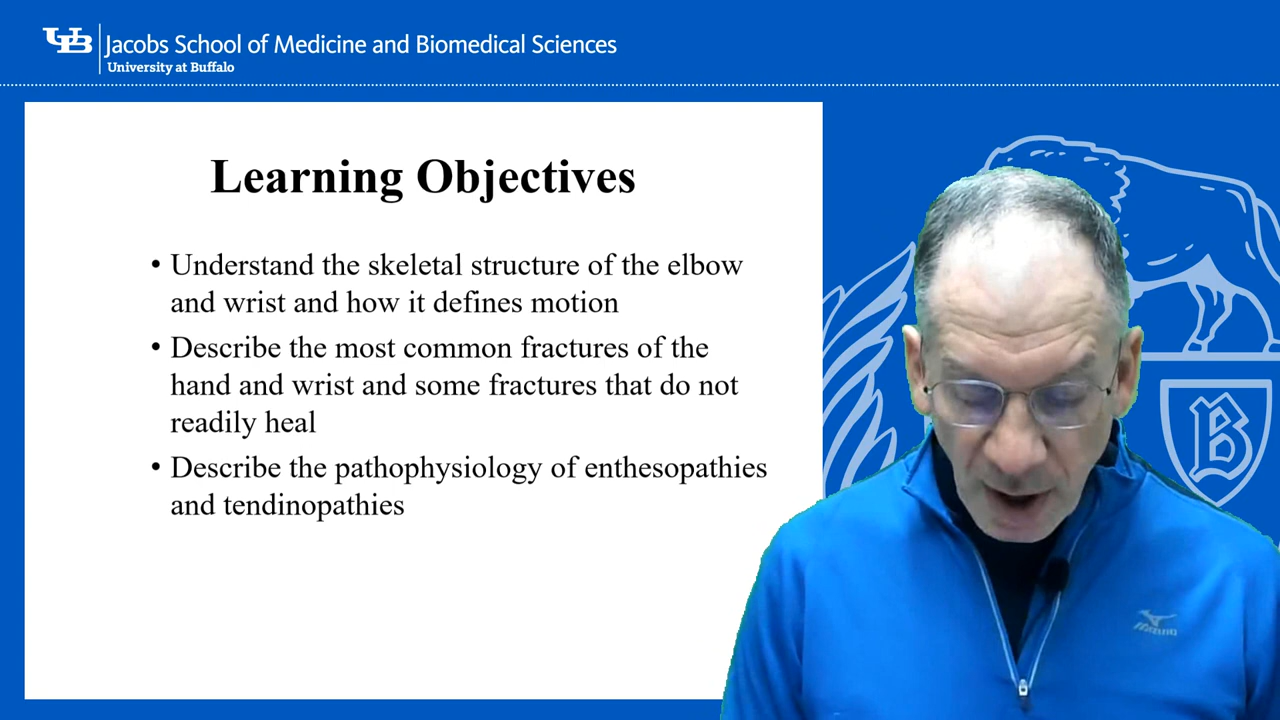 UB Jacobs School of Medicine and Biomedical Sciences
University at Buffalo
Learning Objectives
• Understand the skeletal structure of the elbow
and wrist and how it defines motion
• Describe the most common fractures of the
hand and wrist and some fractures that do not
readily heal
• Describe the pathophysiology of enthesopathies
and tendinopathies
B
Mizuno